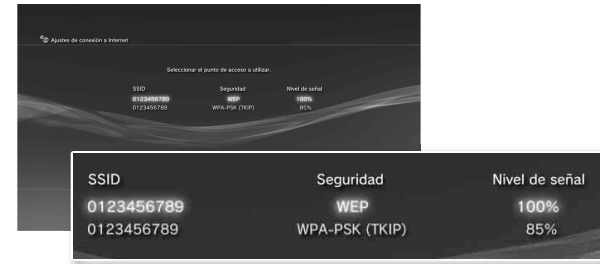 Ajustes de conexión a Internet
Seleccionar el punto de acceso a utilizar.
SSID Seguridad Nivel de señal
0123456789 WEP 100%
0123456789 WPA-PSK (TKIP) 85%
SSID Seguridad Nivel de señal
0123456789 WEP 100%
0123456789 WPA-PSK (TKIP) 85%